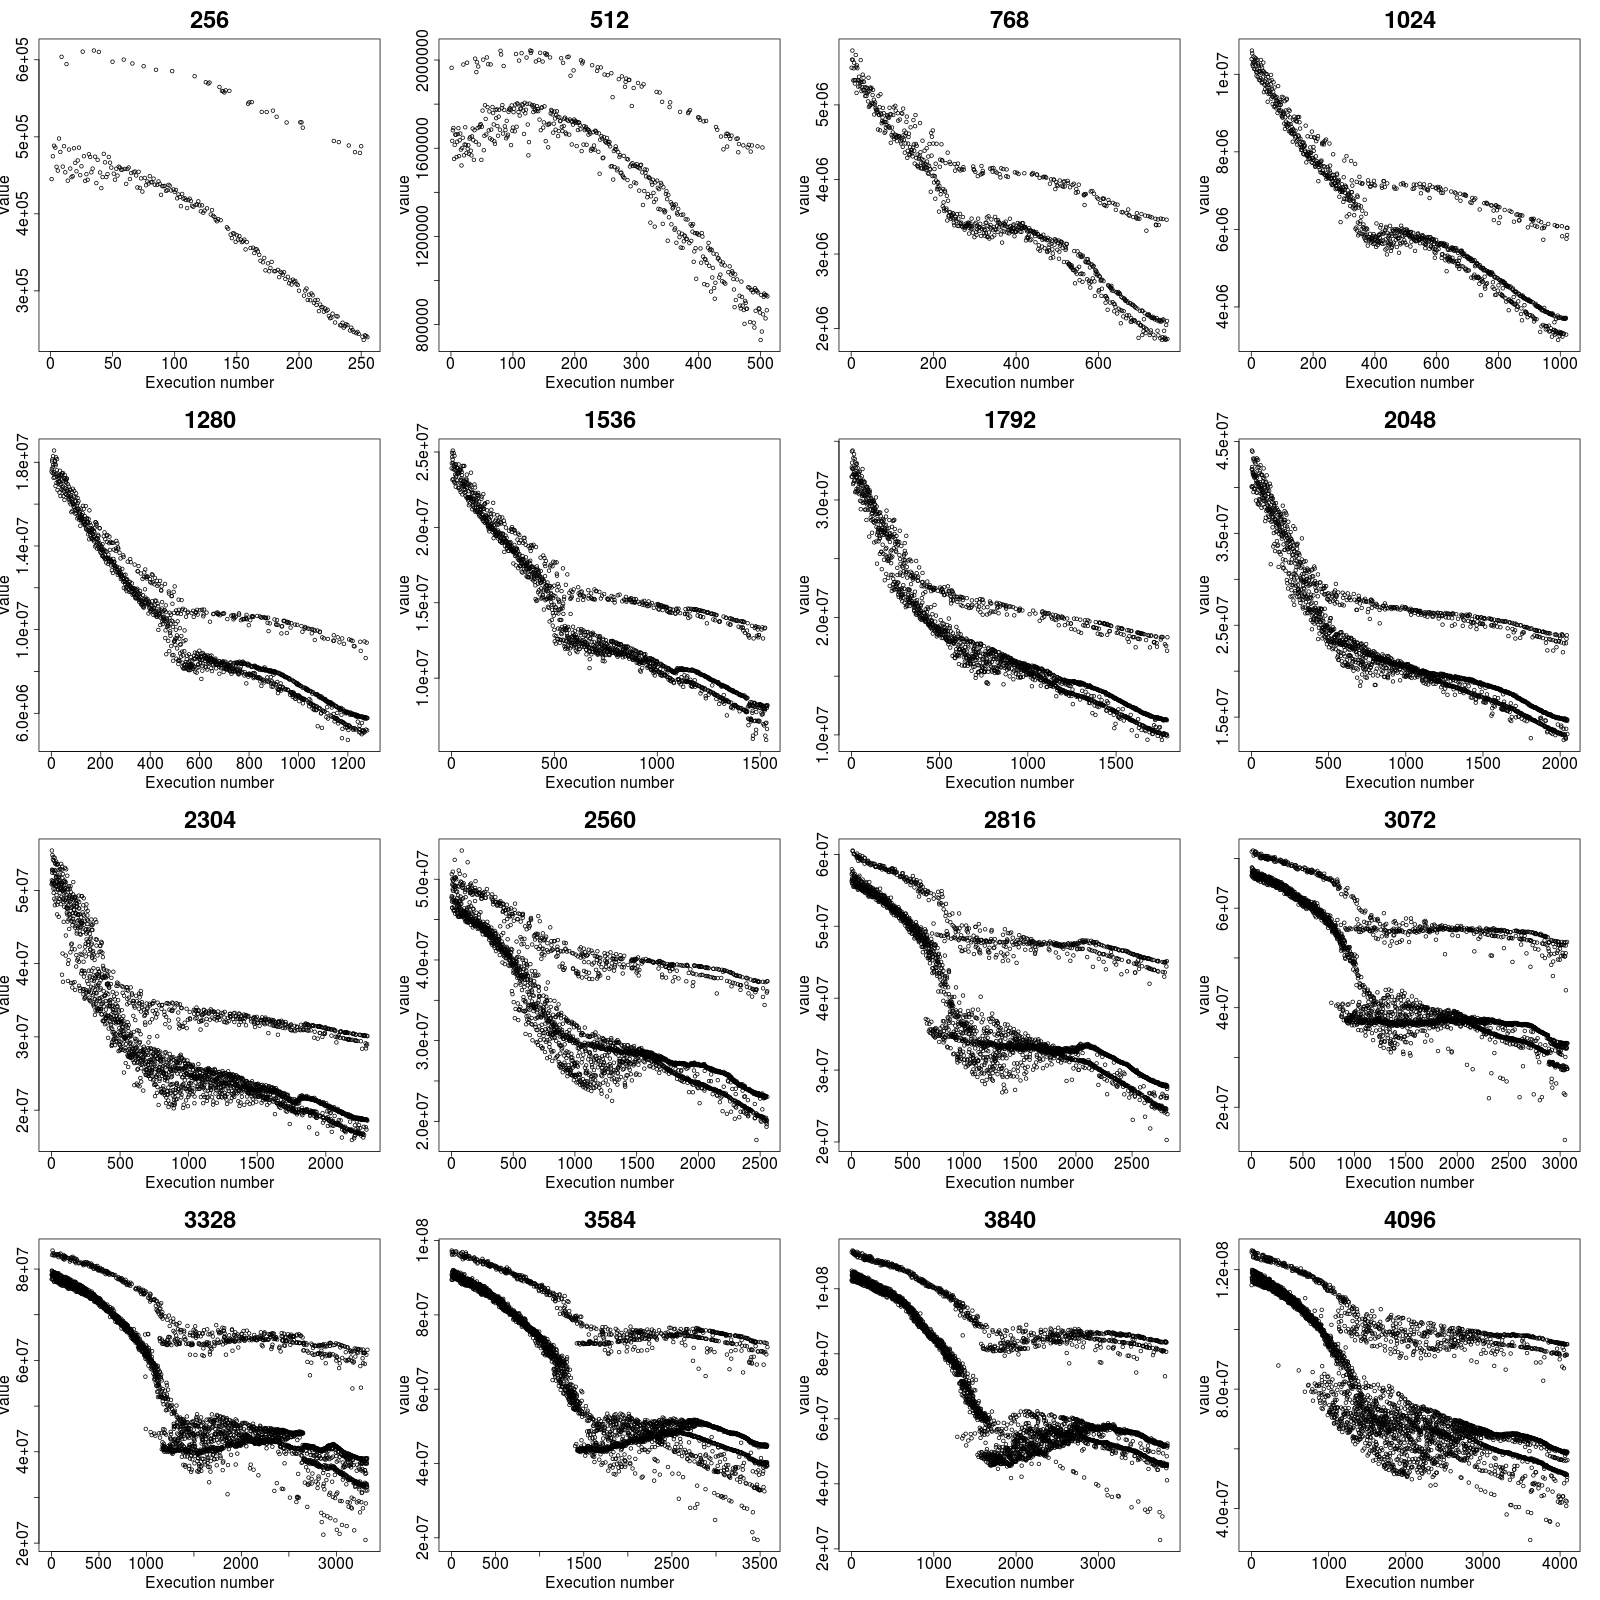 256 512 768 1024
value 3e+05 4e+05 5e+05 6e+05
value 800000 1200000 1600000 2000000
value 2e+06 3e+06 4e+06 5e+06
value 4e+06 6e+06 8e+06 1e+07
0 50 100 150 200 250
0 100 200 300 400 500
0 200 400 600
0 200 400 600 800 1000
Execution number Execution number Execution number Execution number
1280 1536 1792 2048
value 6.0e+06 1.0e+07 1.4e+07 1.8e+07
value 1.0e+07 1.5e+07 2.0e+07 2.5e+07
value 1.0e+07 2.0e+07 3.0e+07
value 1.5e+07 2.5e+07 3.5e+07 4.5e+07
0 200 400 600 800 1000 1200
0 500 1000 1500
0 500 1000 1500
0 500 1000 1500 2000
Execution number Execution number Execution number Execution number
2304 2560 2816 3072
value 2e+07 3e+07 4e+07 5e+07
value 2.0e+07 3.0e+07 4.0e+07 5.0e+07
value 2e+07 3e+07 4e+07 5e+07 6e+07
value 2e+07 4e+07 6e+07
0 500 1000 1500 2000
0 500 1000 1500 2000 2500
0 500 1000 1500 2000 2500
0 500 1000 1500 2000 2500 3000
Execution number Execution number Execution number Execution number
3328 3584 3840 4096
value 2e+07 4e+07 6e+07 8e+07
value 2e+07 4e+07 6e+07 8e+07 1e+08
value 2e+07 4e+07 6e+07 8e+07 1e+08
value 4.0e+07 8.0e+07 1.2e+08
0 500 1000 2000 3000
0 500 1500 2500 3500
0 1000 2000 3000
0 1000 2000 3000 4000
Execution number Execution number Execution number Execution number